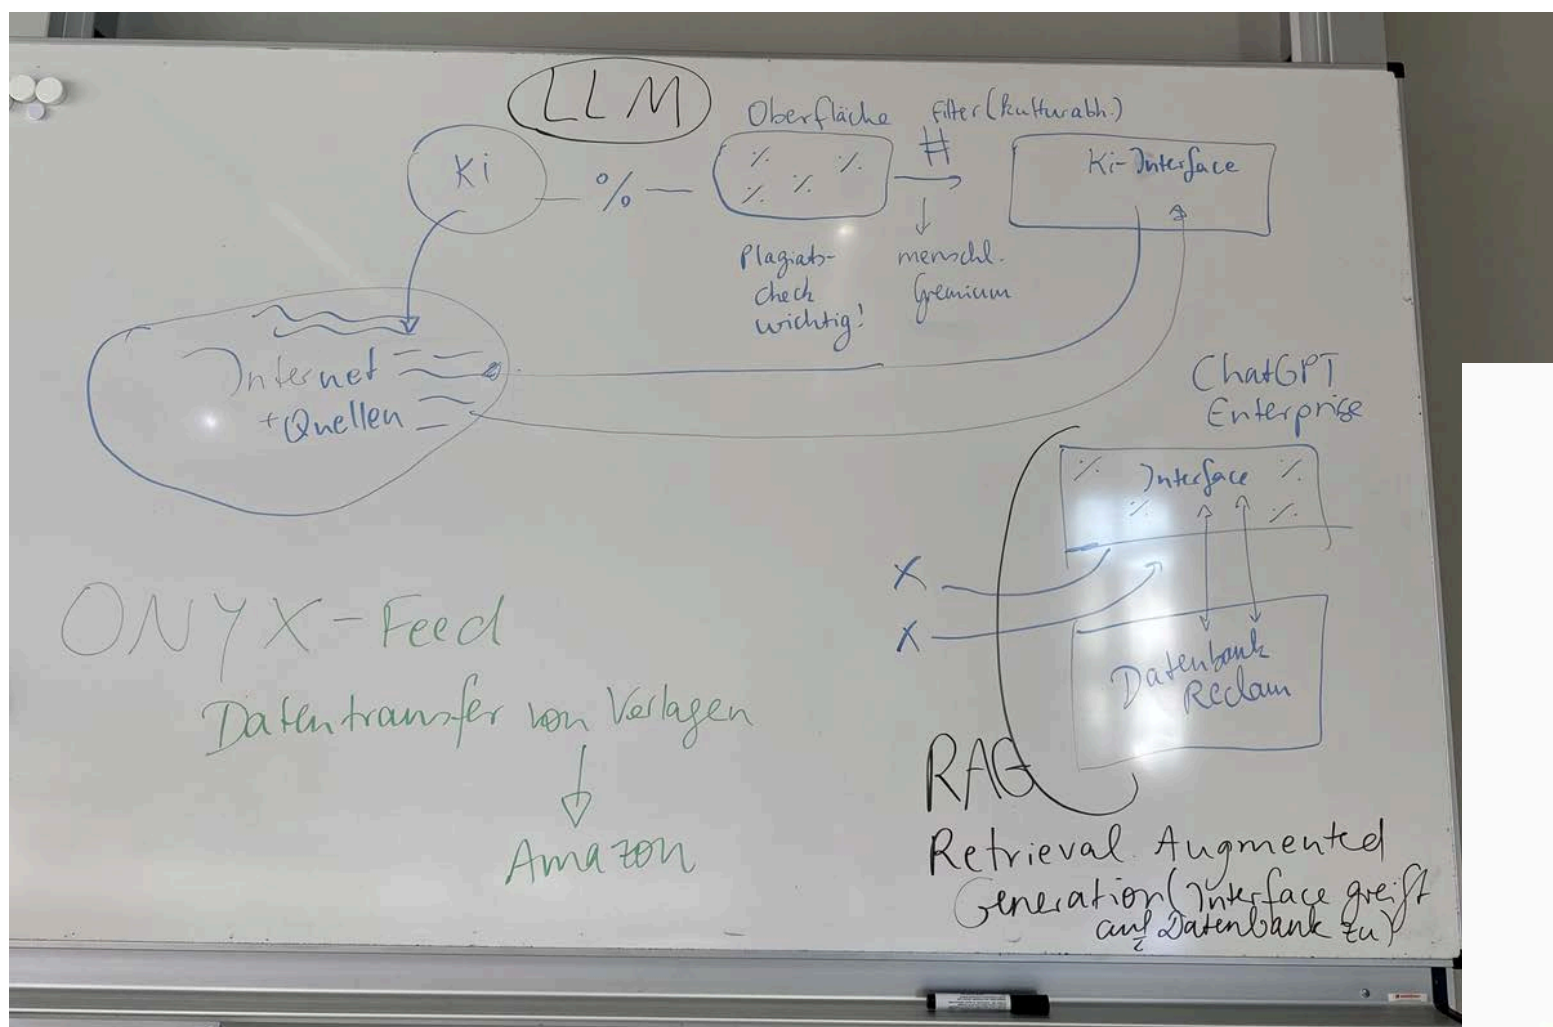 LLM
Ki
%
Oberfläche
Filter (kulturabh.)
#
% %
% %
Ki-Interface
Plagiats-
check
wichtig!
menschl.
Gremium
Internet
+Quellen
ChatGPT
Enterprise
% Interface %
% %
X
X
Datenbank
Reclam
ONYX-Feed
Datentransfer von Verlagen
Amazon
RAG
Retrieval Augmented
Generation (Interface greift
auf Datenbank zu)